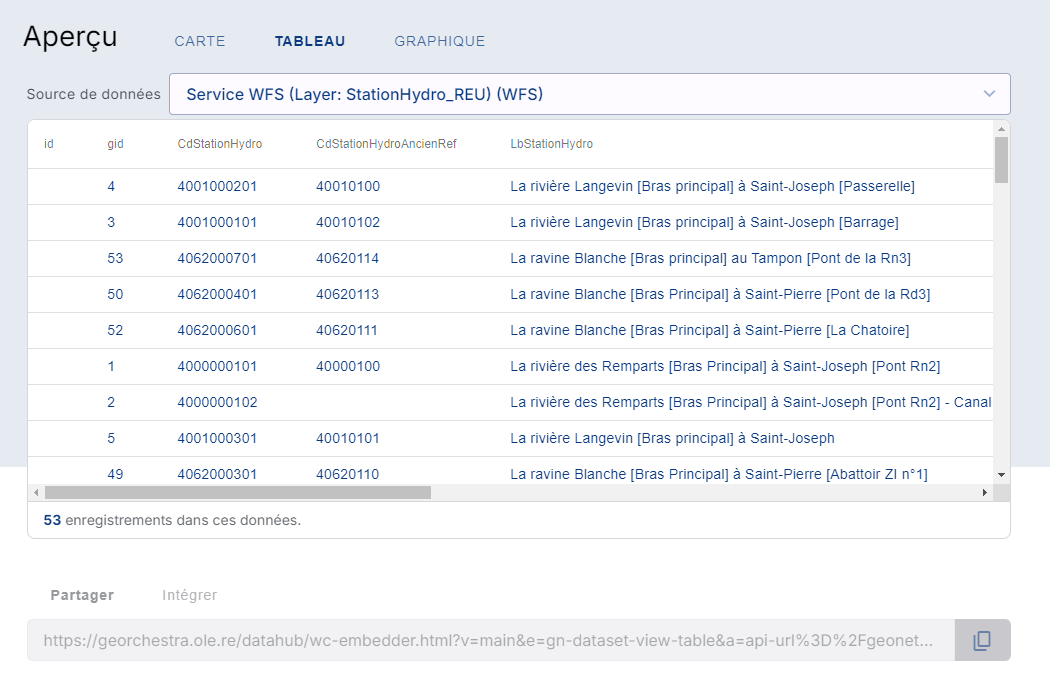 Aperçu CARTE TABLEAU GRAPHIQUE
Source de données Service WFS (Layer: StationHydro_REU) (WFS)
id gid CdStationHydro CdStationHydroAncienRef LbStationHydro
4 4001000201 40010100 La rivière Langevin [Bras principal] à Saint-Joseph [Passerelle]
3 4001000101 40010102 La rivière Langevin [Bras principal] à Saint-Joseph [Barrage]
53 4062000701 40620114 La ravine Blanche [Bras principal] au Tampon [Pont de la Rn3]
50 4062000401 40620113 La ravine Blanche [Bras Principal] à Saint-Pierre [Pont de la Rd3]
52 4062000601 40620111 La ravine Blanche [Bras Principal] à Saint-Pierre [La Chatoire]
1 4000000101 40000100 La rivière des Remparts [Bras Principal] à Saint-Joseph [Pont Rn2]
2 4000000102 La rivière des Remparts [Bras Principal] à Saint-Joseph [Pont Rn2] - Canal
5 4001000301 40010101 La rivière Langevin [Bras principal] à Saint-Joseph
49 4062000301 40620110 La ravine Blanche [Bras Principal] à Saint-Pierre [Abattoir ZI n°1]
53 enregistrements dans ces données.
Partager Intégrer
https://georchestra.ole.re/datahub/wc-embedder.html?v=main&e=gn-dataset-view-table&a=api-url%3D%2Fgeonet...